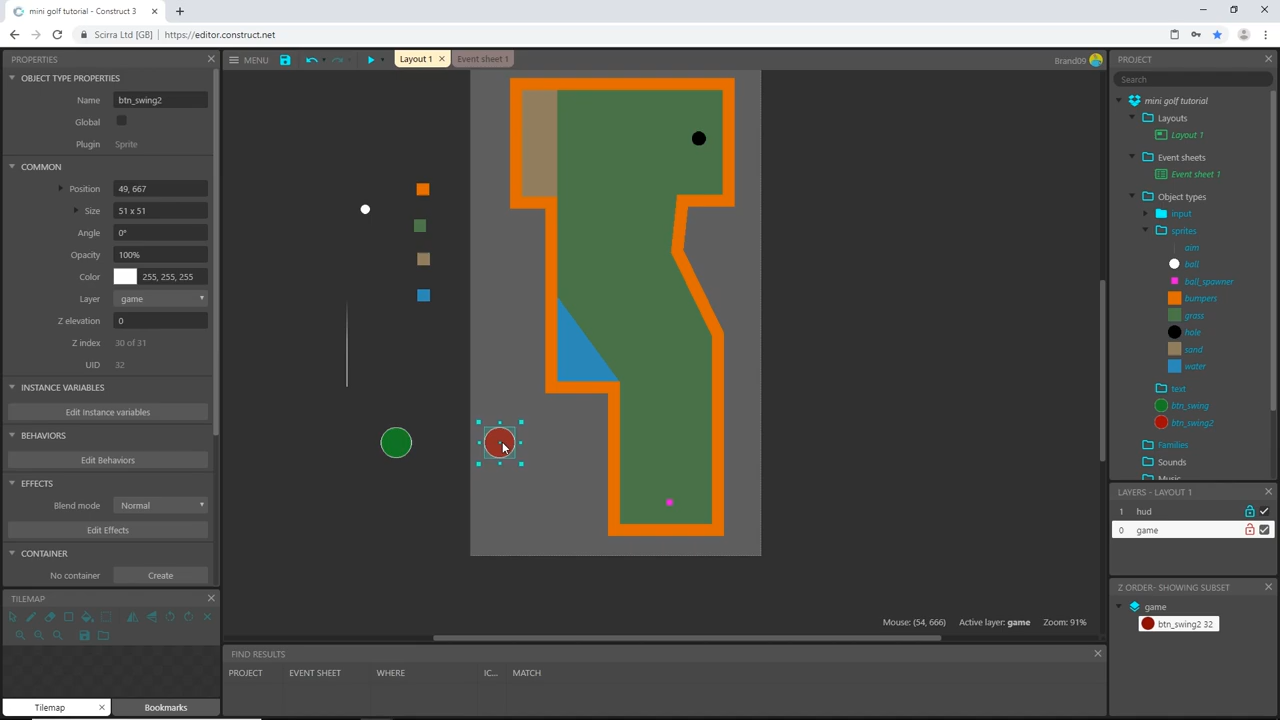 mini golf tutorial - Construct 3
Scirra Ltd [GB] | https://editor.construct.net
PROPERTIES
OBJECT TYPE PROPERTIES
Name btn_swing2
Global
Plugin Sprite
COMMON
Position 49, 667
Size 51 x 51
Angle 0°
Opacity 100%
Color 255, 255, 255
Layer game
Z elevation 0
Z index 30 of 31
UID 32
INSTANCE VARIABLES
Edit Instance variables
BEHAVIORS
Edit Behaviors
EFFECTS
Blend mode Normal
Edit Effects
CONTAINER
No container Create
TILEMAP
Tilemap
Bookmarks
MENU
Layout 1
Event sheet 1
Brand09
Mouse: (54, 666) Active layer: game Zoom: 91%
FIND RESULTS
PROJECT EVENT SHEET WHERE IC... MATCH
PROJECT
Search
mini golf tutorial
Layouts
Layout 1
Event sheets
Event sheet 1
Object types
input
sprites
aim
ball
ball_spawner
bumpers
grass
hole
sand
water
text
btn_swing
btn_swing2
Families
Sounds
Music
LAYERS - LAYOUT 1
1 hud
0 game
Z ORDER - SHOWING SUBSET
game
btn_swing2 32